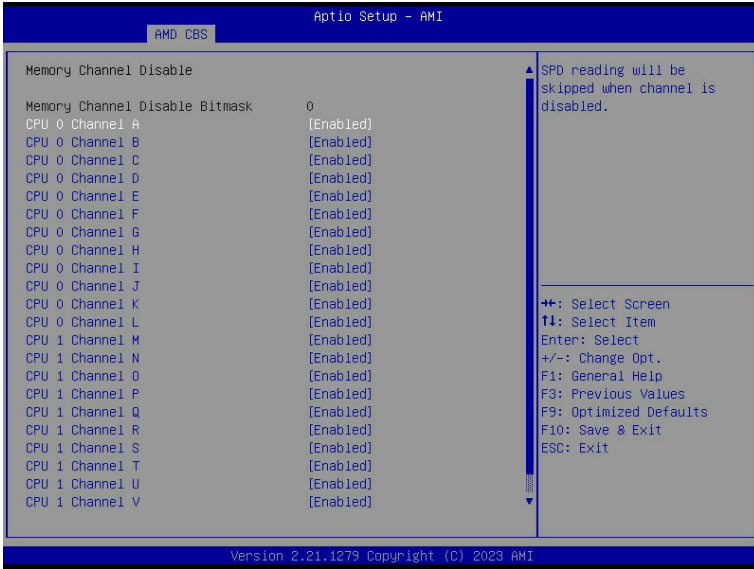 Aptio Setup - AMI
AMD CBS
Memory Channel Disable
Memory Channel Disable Bitmask 0
CPU 0 Channel A [Enabled]
CPU 0 Channel B [Enabled]
CPU 0 Channel C [Enabled]
CPU 0 Channel D [Enabled]
CPU 0 Channel E [Enabled]
CPU 0 Channel F [Enabled]
CPU 0 Channel G [Enabled]
CPU 0 Channel H [Enabled]
CPU 0 Channel I [Enabled]
CPU 0 Channel J [Enabled]
CPU 0 Channel K [Enabled]
CPU 0 Channel L [Enabled]
CPU 1 Channel M [Enabled]
CPU 1 Channel N [Enabled]
CPU 1 Channel O [Enabled]
CPU 1 Channel P [Enabled]
CPU 1 Channel Q [Enabled]
CPU 1 Channel R [Enabled]
CPU 1 Channel S [Enabled]
CPU 1 Channel T [Enabled]
CPU 1 Channel U [Enabled]
CPU 1 Channel V [Enabled]
SPD reading will be
skipped when channel is
disabled.
→←: Select Screen
↑↓: Select Item
Enter: Select
+/-: Change Opt.
F1: General Help
F3: Previous Values
F9: Optimized Defaults
F10: Save & Exit
ESC: Exit
Version 2.21.1279 Copyright (C) 2023 AMI